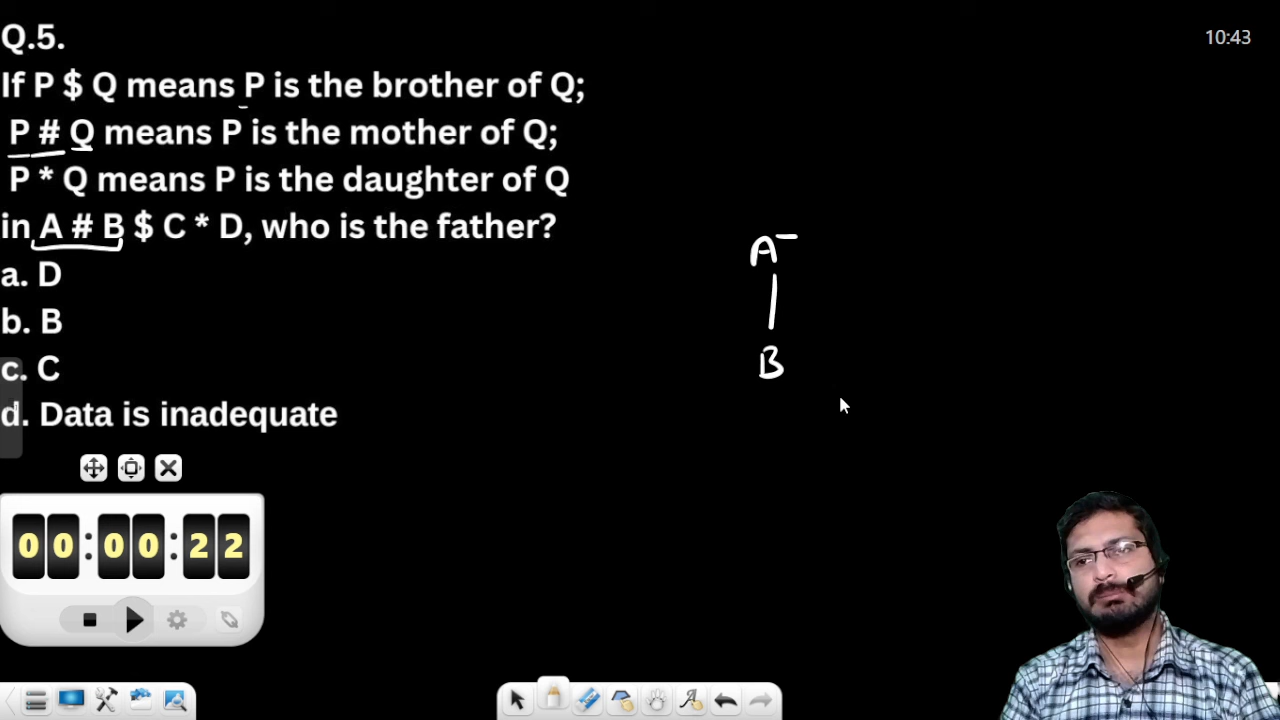 Q.5.
10:43
If P $ Q means P is the brother of Q;
P # Q means P is the mother of Q;
P * Q means P is the daughter of Q
in A # B $ C * D, who is the father?
a. D
b. B
c. C
d. Data is inadequate
A−
B
00:00:22